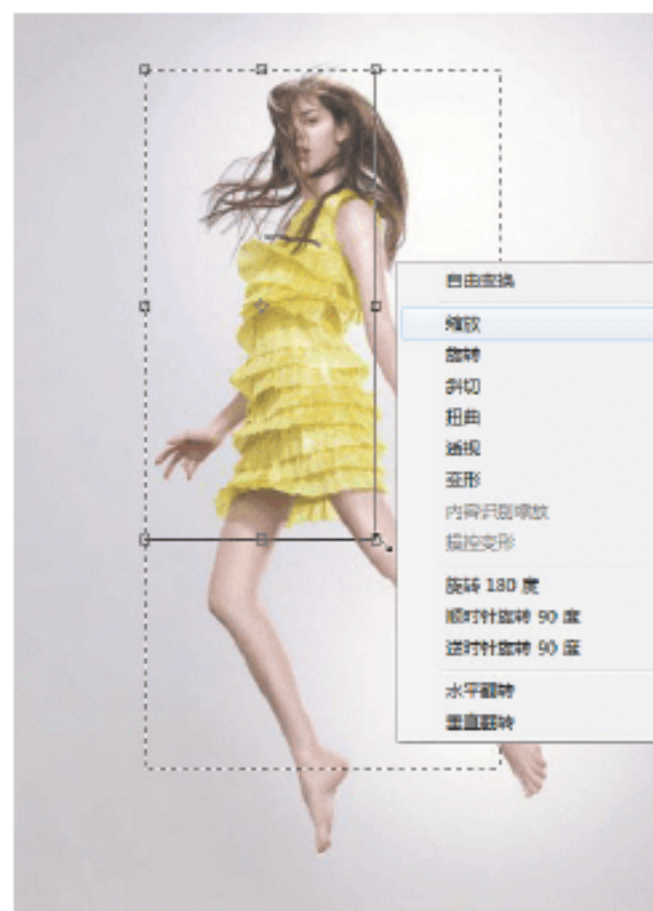 自由变换
缩放
旋转
斜切
扭曲
透视
变形
内容识别缩放
操控变形
旋转 180 度
顺时针旋转 90 度
逆时针旋转 90 度
水平翻转
垂直翻转